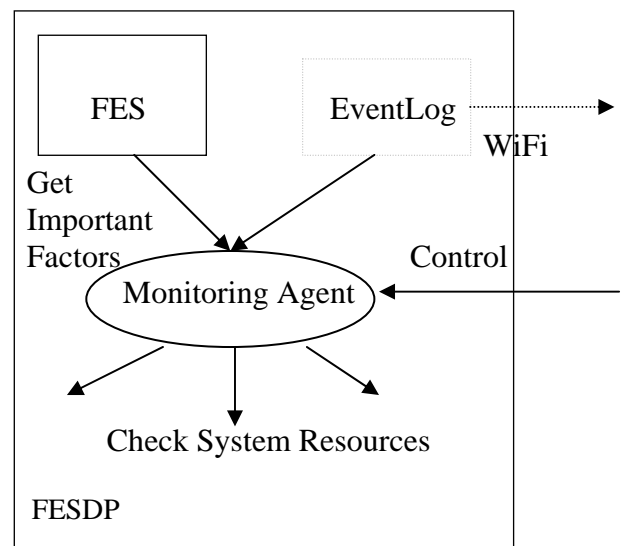 FES
EventLog
WiFi
Get
Important
Factors
Control
Monitoring Agent
Check System Resources
FESDP